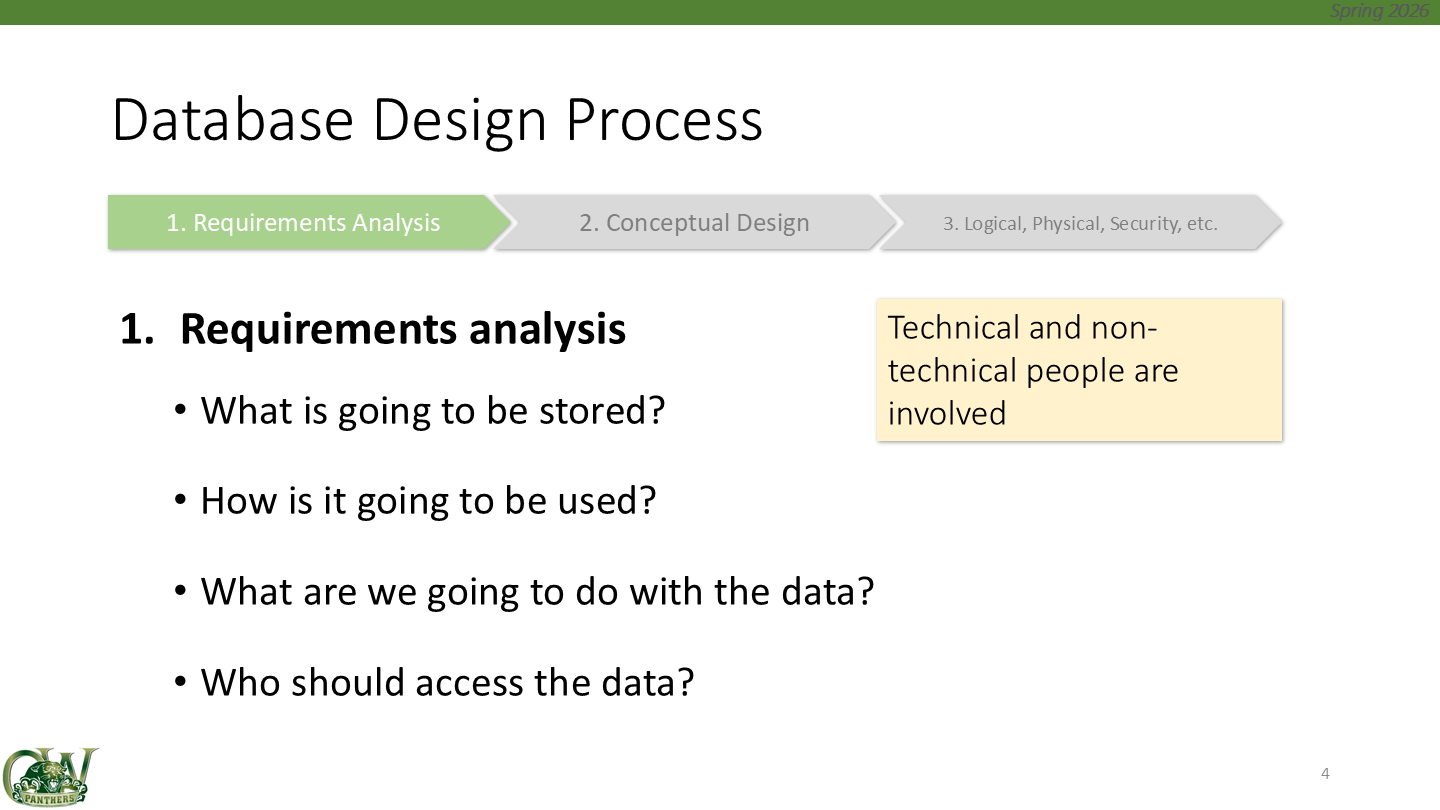 Spring 2026
Database Design Process
1. Requirements Analysis
2. Conceptual Design
3. Logical, Physical, Security, etc.
1. Requirements analysis
• What is going to be stored?
• How is it going to be used?
• What are we going to do with the data?
• Who should access the data?
Technical and non-
technical people are
involved
OW
PANTHERS
4